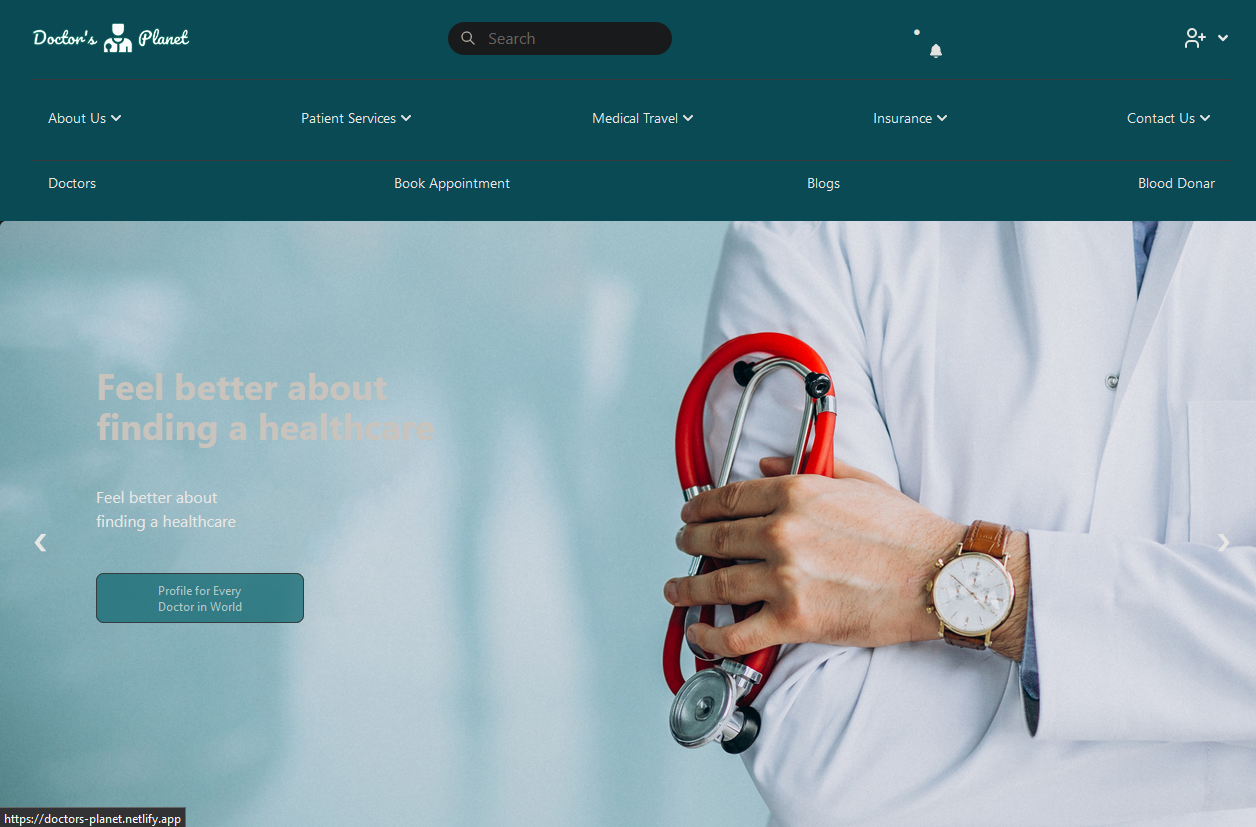 Doctor's Planet
Search
About Us
Patient Services
Medical Travel
Insurance
Contact Us
Doctors
Book Appointment
Blogs
Blood Donar
Feel better about
finding a healthcare
Feel better about
finding a healthcare
Profile for Every
Doctor in World
https://doctors-planet.netlify.app